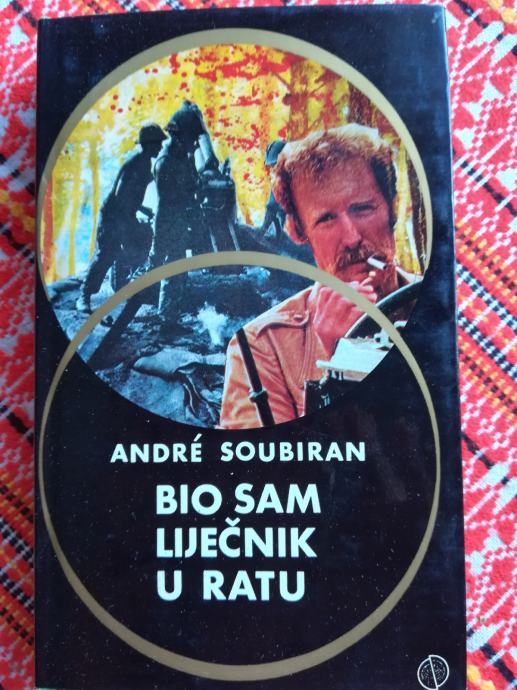 ANDRÉ SOUBIRAN
BIO SAM
LIJEČNIK
U RATU